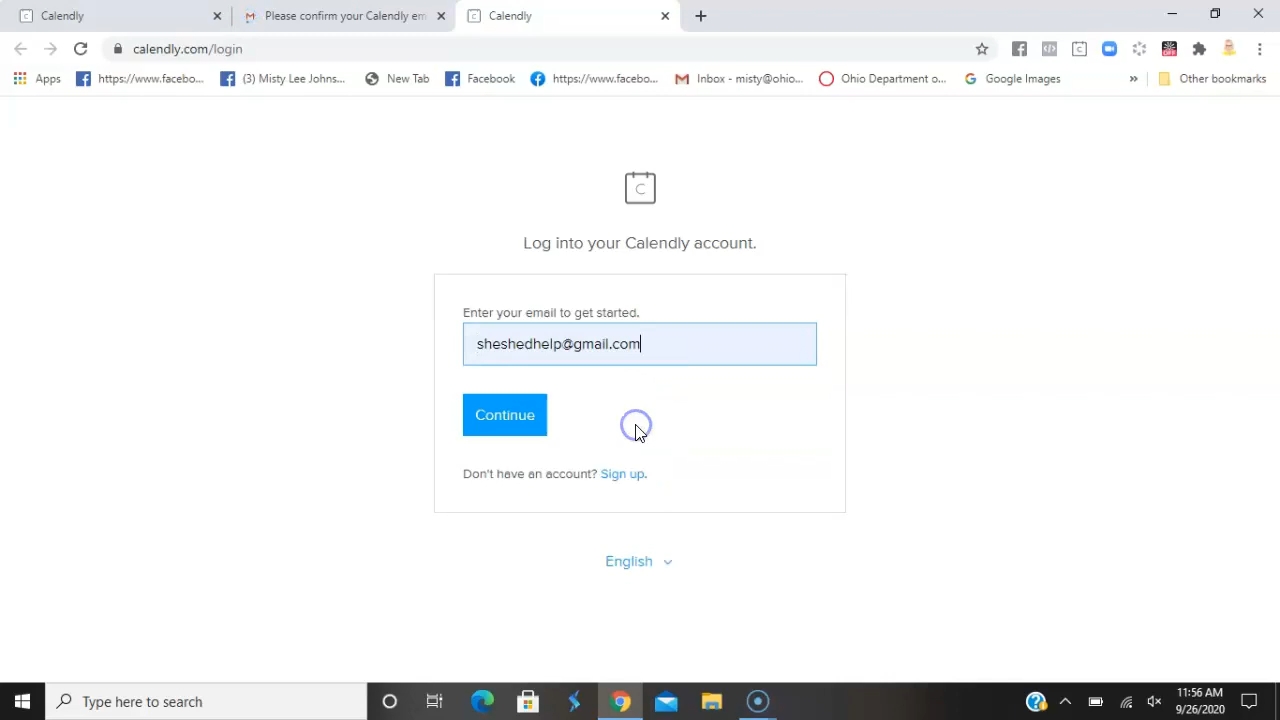 Calendly
Please confirm your Calendly em
Calendly
calendly.com/login
OFF
Apps
https://www.facebo...
(3) Misty Lee Johns...
New Tab
Facebook
https://www.facebo...
Inbox - misty@ohio...
Ohio Department o...
Google Images
»
Other bookmarks
C
Log into your Calendly account.
Enter your email to get started.
sheshedhelp@gmail.com
Continue
Don't have an account? Sign up.
English
Type here to search
11:56 AM
9/26/2020